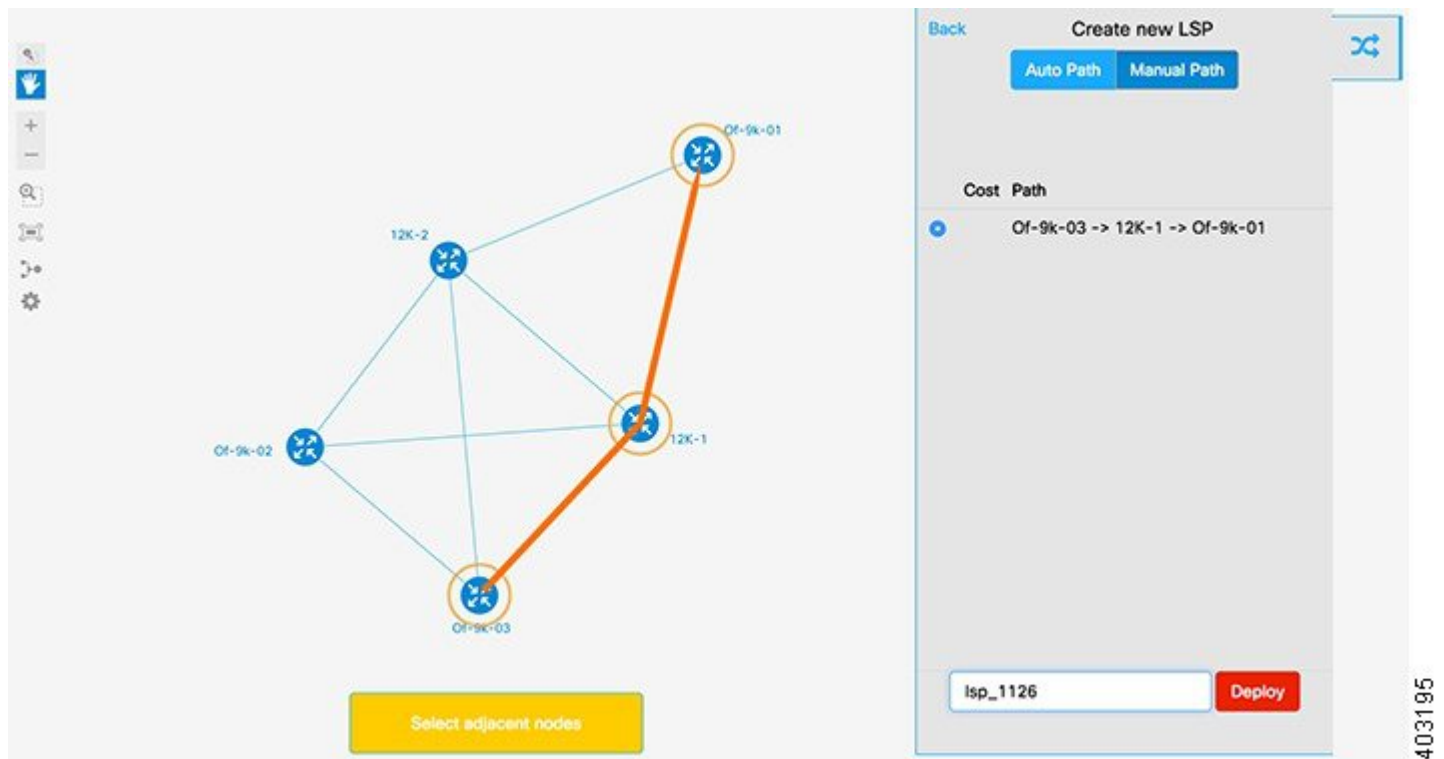 Back
Create new LSP
Auto Path
Manual Path
Cost Path
Of-9k-03 -> 12K-1 -> Of-9k-01
Of-9k-01
12K-2
12K-1
Of-9k-02
Of-9k-03
Select adjacent nodes
lsp_1126
Deploy
403195